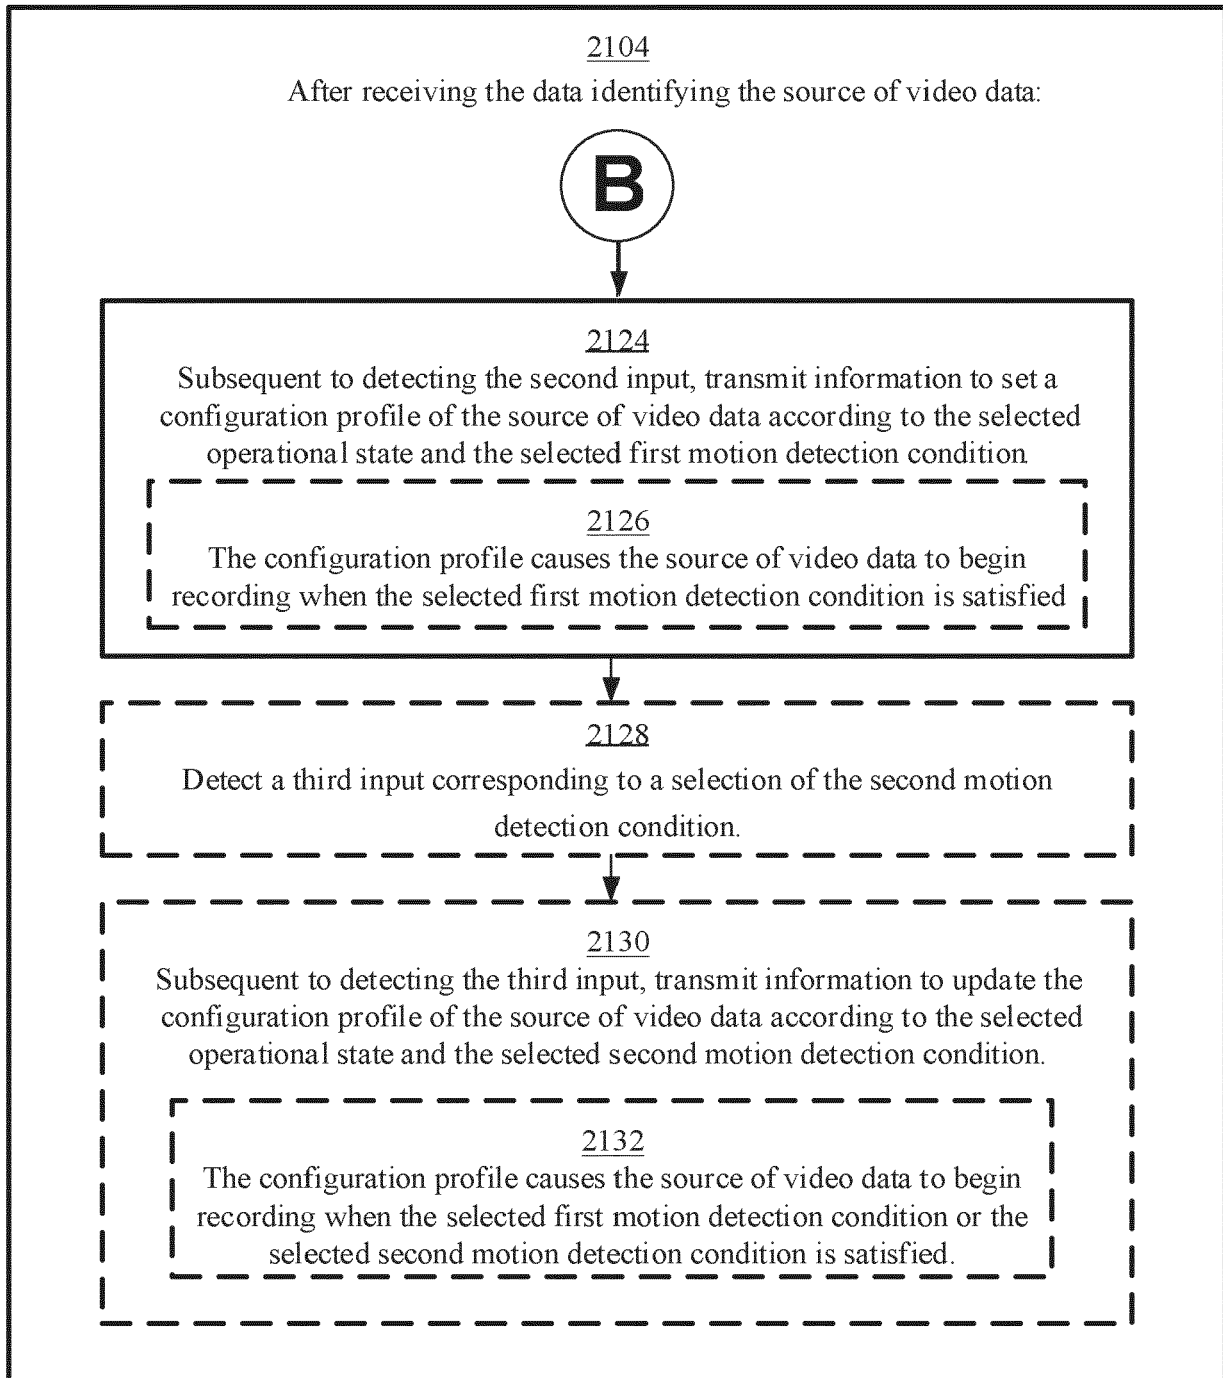 2104
After receiving the data identifying the source of video data:
B
2124
Subsequent to detecting the second input, transmit information to set a
configuration profile of the source of video data according to the selected
operational state and the selected first motion detection condition
2126
The configuration profile causes the source of video data to begin
recording when the selected first motion detection condition is satisfied
2128
Detect a third input corresponding to a selection of the second motion
detection condition.
2130
Subsequent to detecting the third input, transmit information to update the
configuration profile of the source of video data according to the selected
operational state and the selected second motion detection condition.
2132
The configuration profile causes the source of video data to begin
recording when the selected first motion detection condition or the
selected second motion detection condition is satisfied.